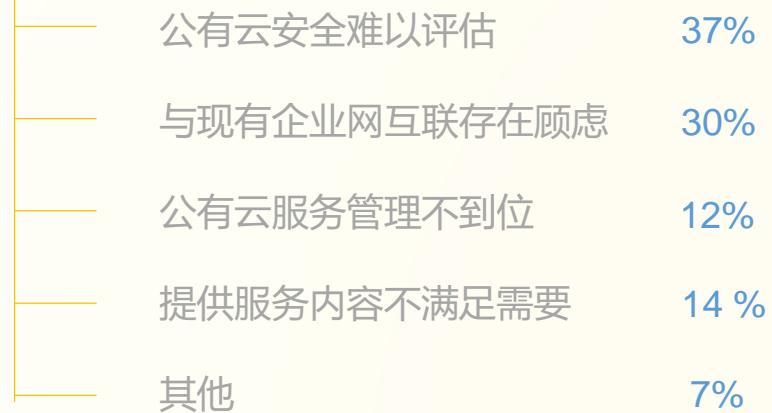 公有云安全难以评估 37%
与现有企业网互联存在顾虑 30%
公有云服务管理不到位 12%
提供服务内容不满足需要 14 %
其他 7%